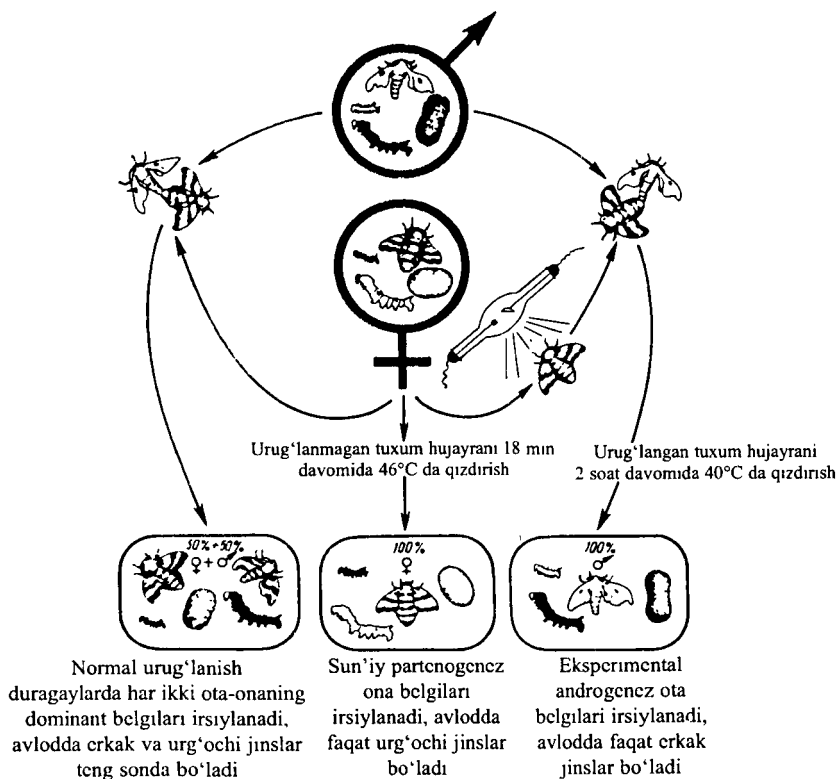 Urug‘lanmagan tuxum hujayrani 18 min
davomida 46°C da qizdirish
Urug‘langan tuxum hujayrani
2 soat davomida 40°C da qizdirish
50% + 50%
♀ + ♂
100%
♀
100%
♂
Normal urug‘lanish
duragaylarda har ikki ota-onaning
dominant belgilari irsiylanadi,
avlodda erkak va urg‘ochi jinslar
teng sonda bo‘ladi
Sun’iy partenogenez
ona belgilari
irsiylanadi, avlodda
faqat urg‘ochi jinslar
bo‘ladi
Eksperimental
androgenez ota
belgilari irsiylanadi,
avlodda faqat erkak
jinslar bo‘ladi